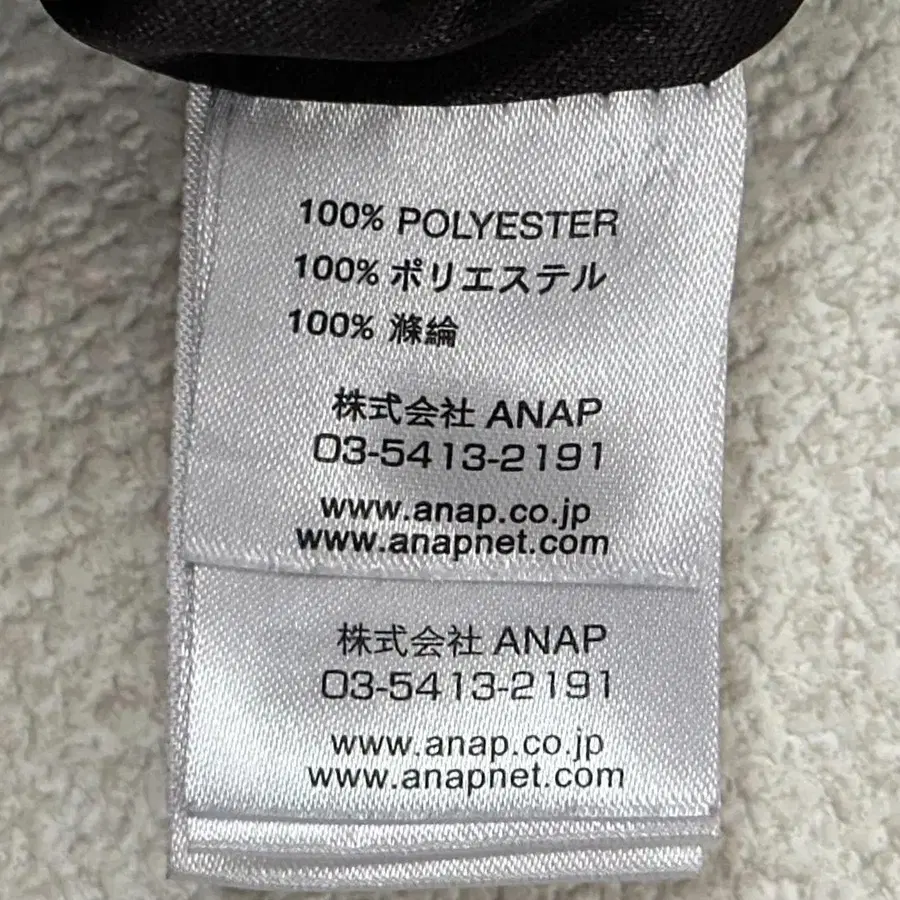 100% POLYESTER
100% ポリエステル
100% 滌綸
株式会社 ANAP
03-5413-2191
www.anap.co.jp
www.anapnet.com
株式会社 ANAP
03-5413-2191
www.anap.co.jp
www.anapnet.com